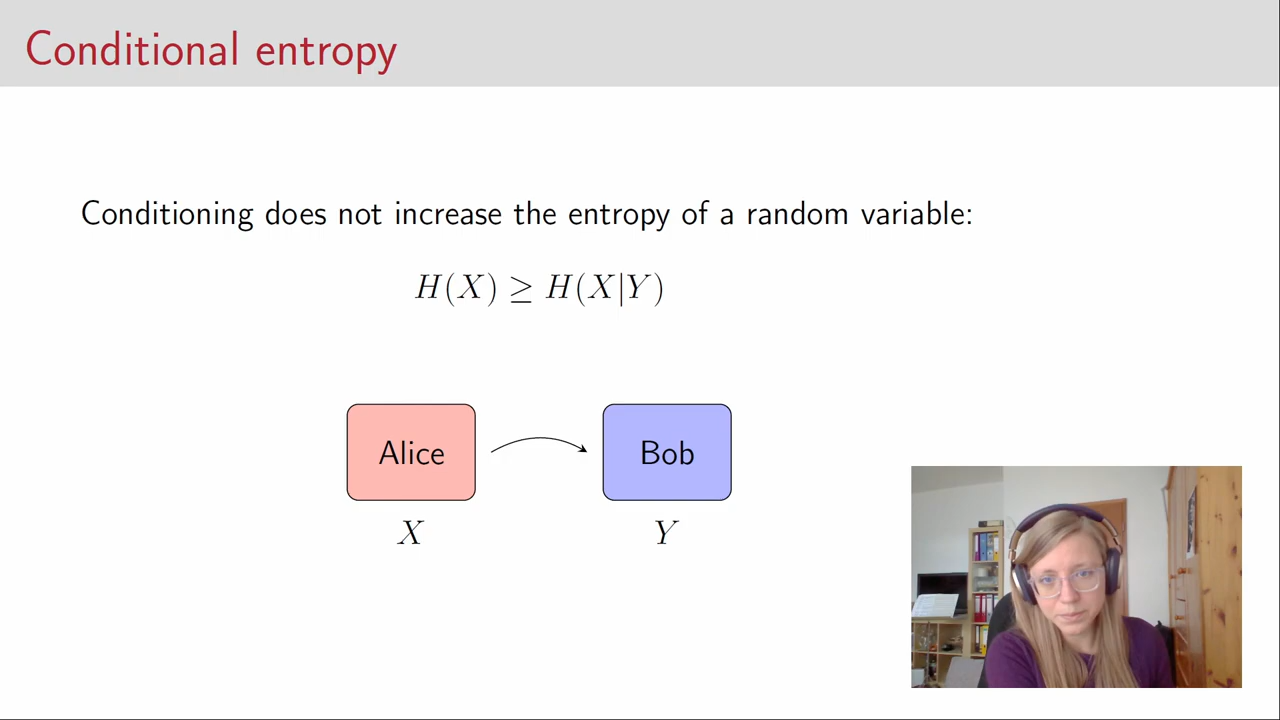 Conditional entropy
Conditioning does not increase the entropy of a random variable:
H(X) ≥ H(X|Y)
Alice
Bob
X
Y